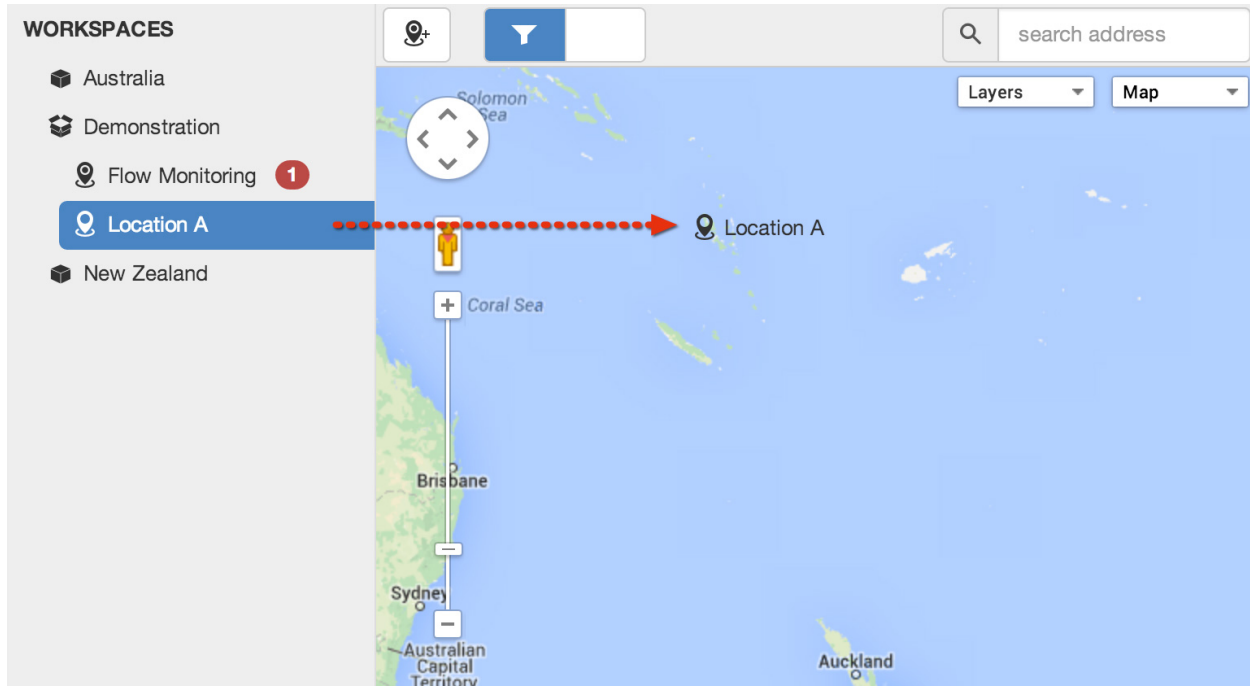 WORKSPACES
Australia
Demonstration
Flow Monitoring 1
Location A
New Zealand
search address
Layers
Map
Solomon
Sea
Location A
Coral Sea
Brisbane
Sydney
Australian
Capital
Territory
Auckland